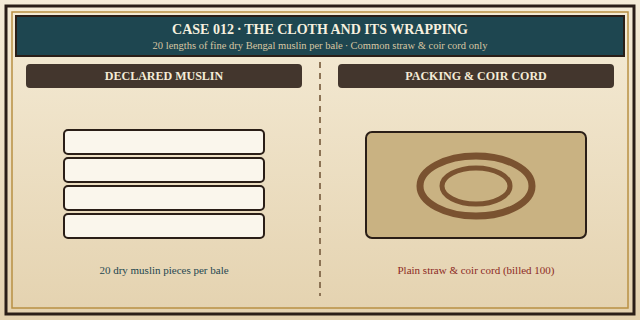 CASE 012 · THE CLOTH AND ITS WRAPPING
20 lengths of fine dry Bengal muslin per bale · Common straw & coir cord only
DECLARED MUSLIN
PACKING & COIR CORD
20 dry muslin pieces per bale
Plain straw & coir cord (billed 100)